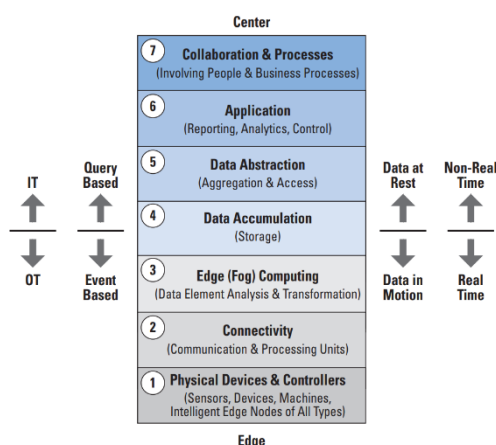 Center
7
Collaboration & Processes
(Involving People & Business Processes)
6
Application
(Reporting, Analytics, Control)
5
Data Abstraction
(Aggregation & Access)
IT
Query
Based
Data at
Rest
Non-Real
Time
4
Data Accumulation
(Storage)
OT
Event
Based
Data in
Motion
Real
Time
3
Edge (Fog) Computing
(Data Element Analysis & Transformation)
2
Connectivity
(Communication & Processing Units)
1
Physical Devices & Controllers
(Sensors, Devices, Machines,
Intelligent Edge Nodes of All Types)
Edge